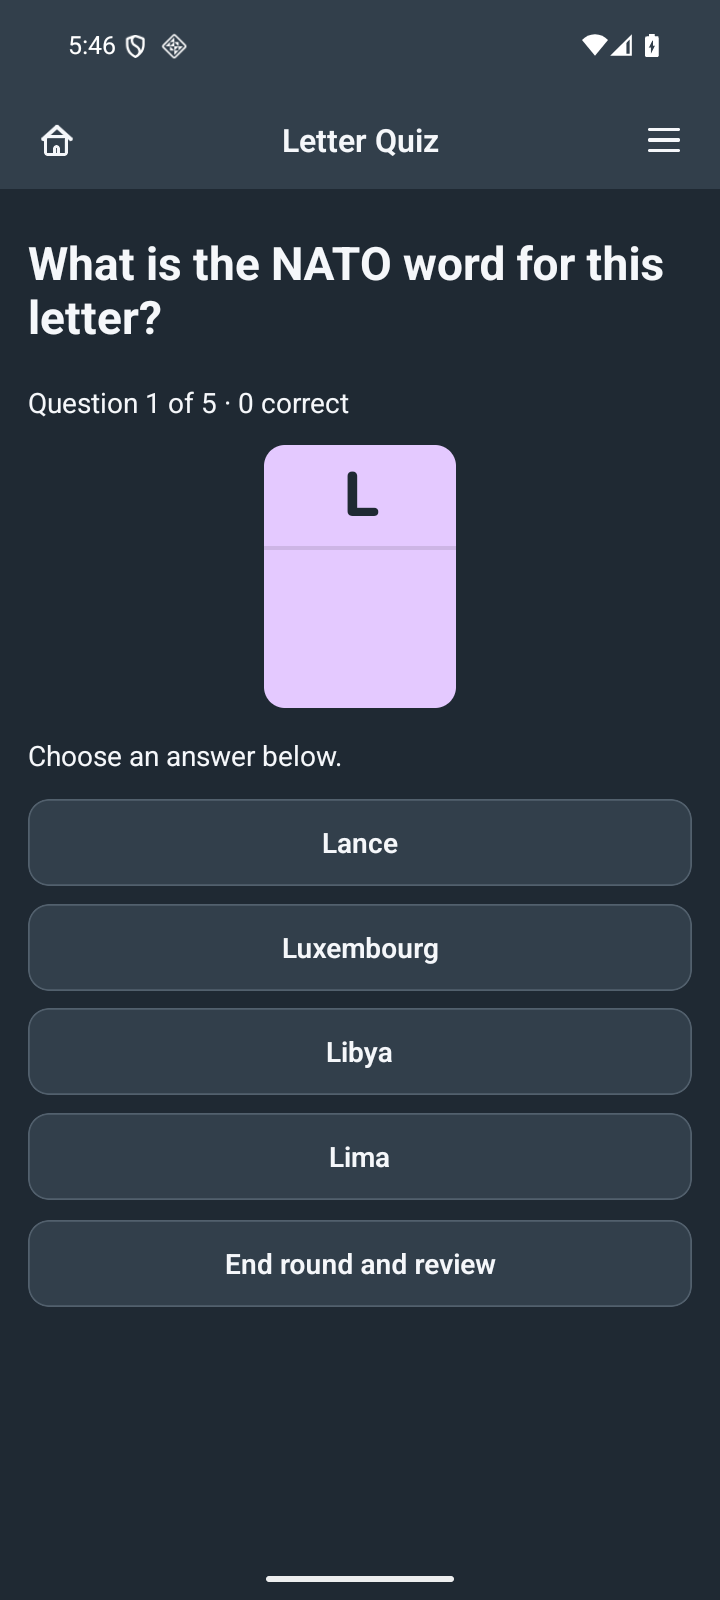 5:46
Letter Quiz
What is the NATO word for this
letter?
Question 1 of 5 · 0 correct
L
Choose an answer below.
Lance
Luxembourg
Libya
Lima
End round and review